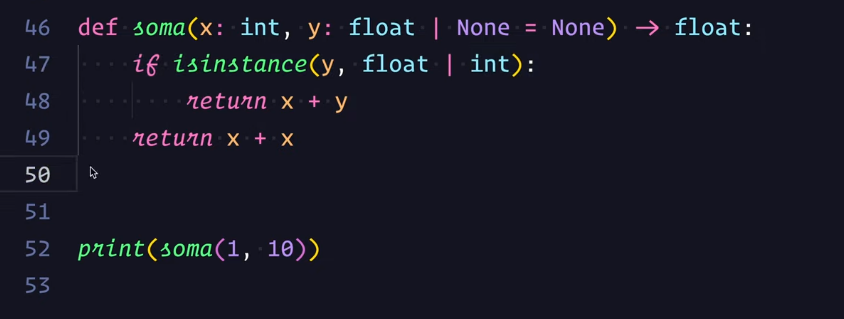 46 def soma(x: int, y: float | None = None) -> float:
47     if isinstance(y, float | int):
48         return x + y
49     return x + x
50
51
52 print(soma(1, 10))
53